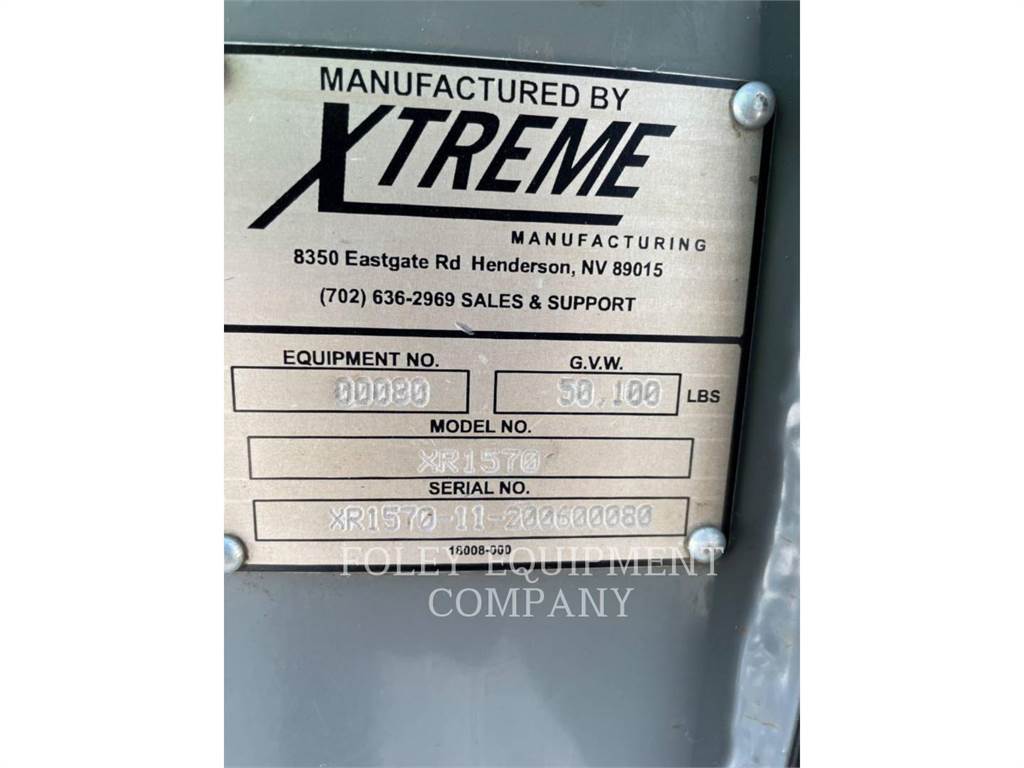 MANUFACTURED BY
XTREME
MANUFACTURING
8350 Eastgate Rd Henderson, NV 89015
(702) 636-2969 SALES & SUPPORT
EQUIPMENT NO. G.V.W.
00080 50,100 LBS
MODEL NO.
XR1570
SERIAL NO.
XR1570-11-200600080
18008-000
FOLEY EQUIPMENT
COMPANY